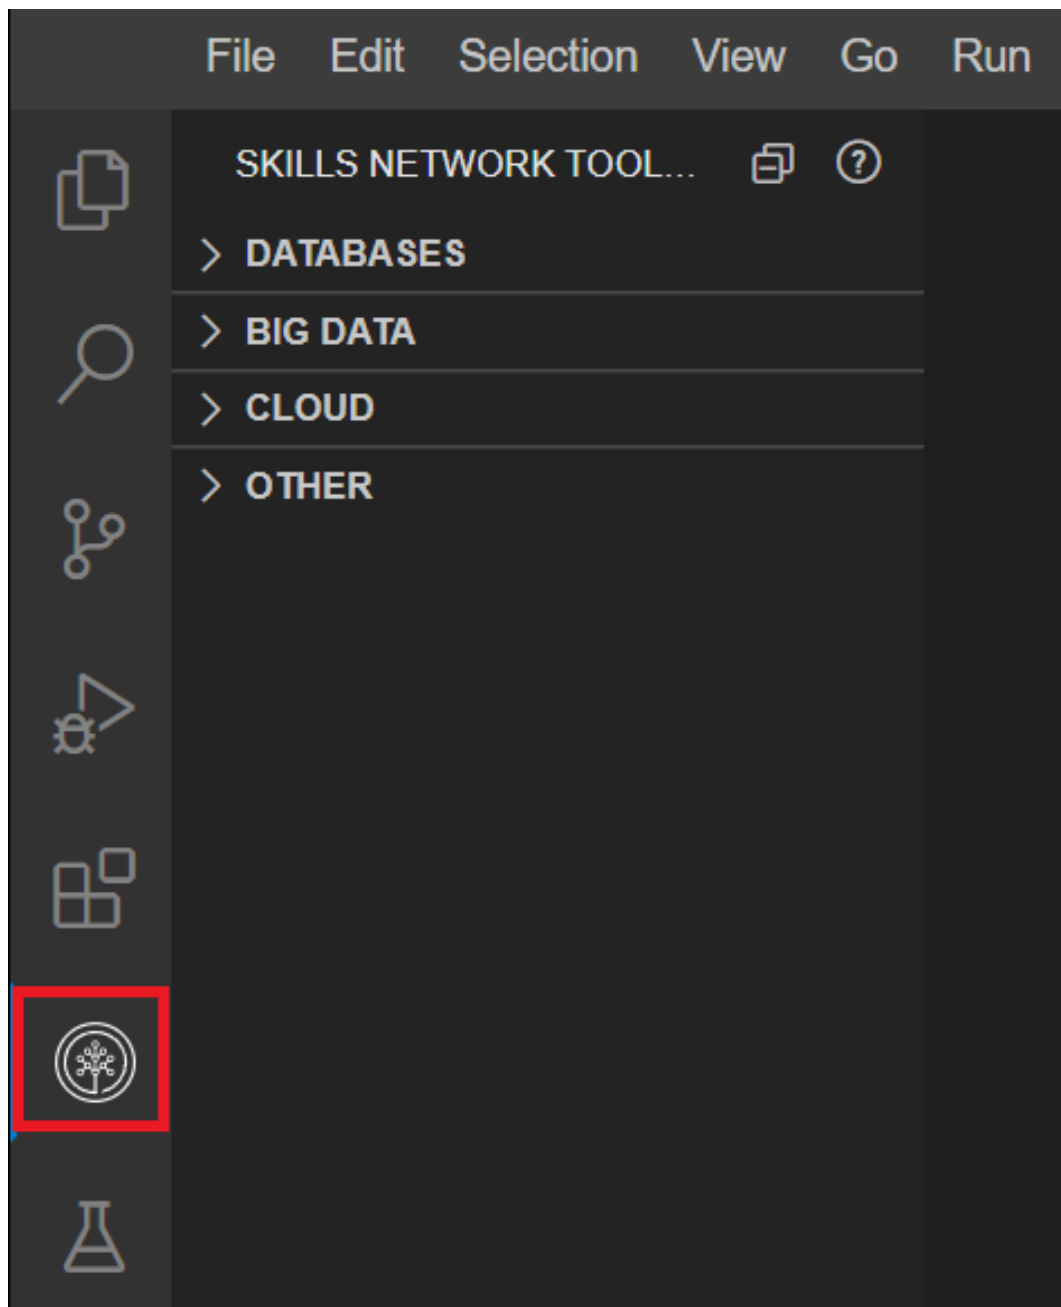 File Edit Selection View Go Run
SKILLS NETWORK TOOL...
DATABASES
BIG DATA
CLOUD
OTHER